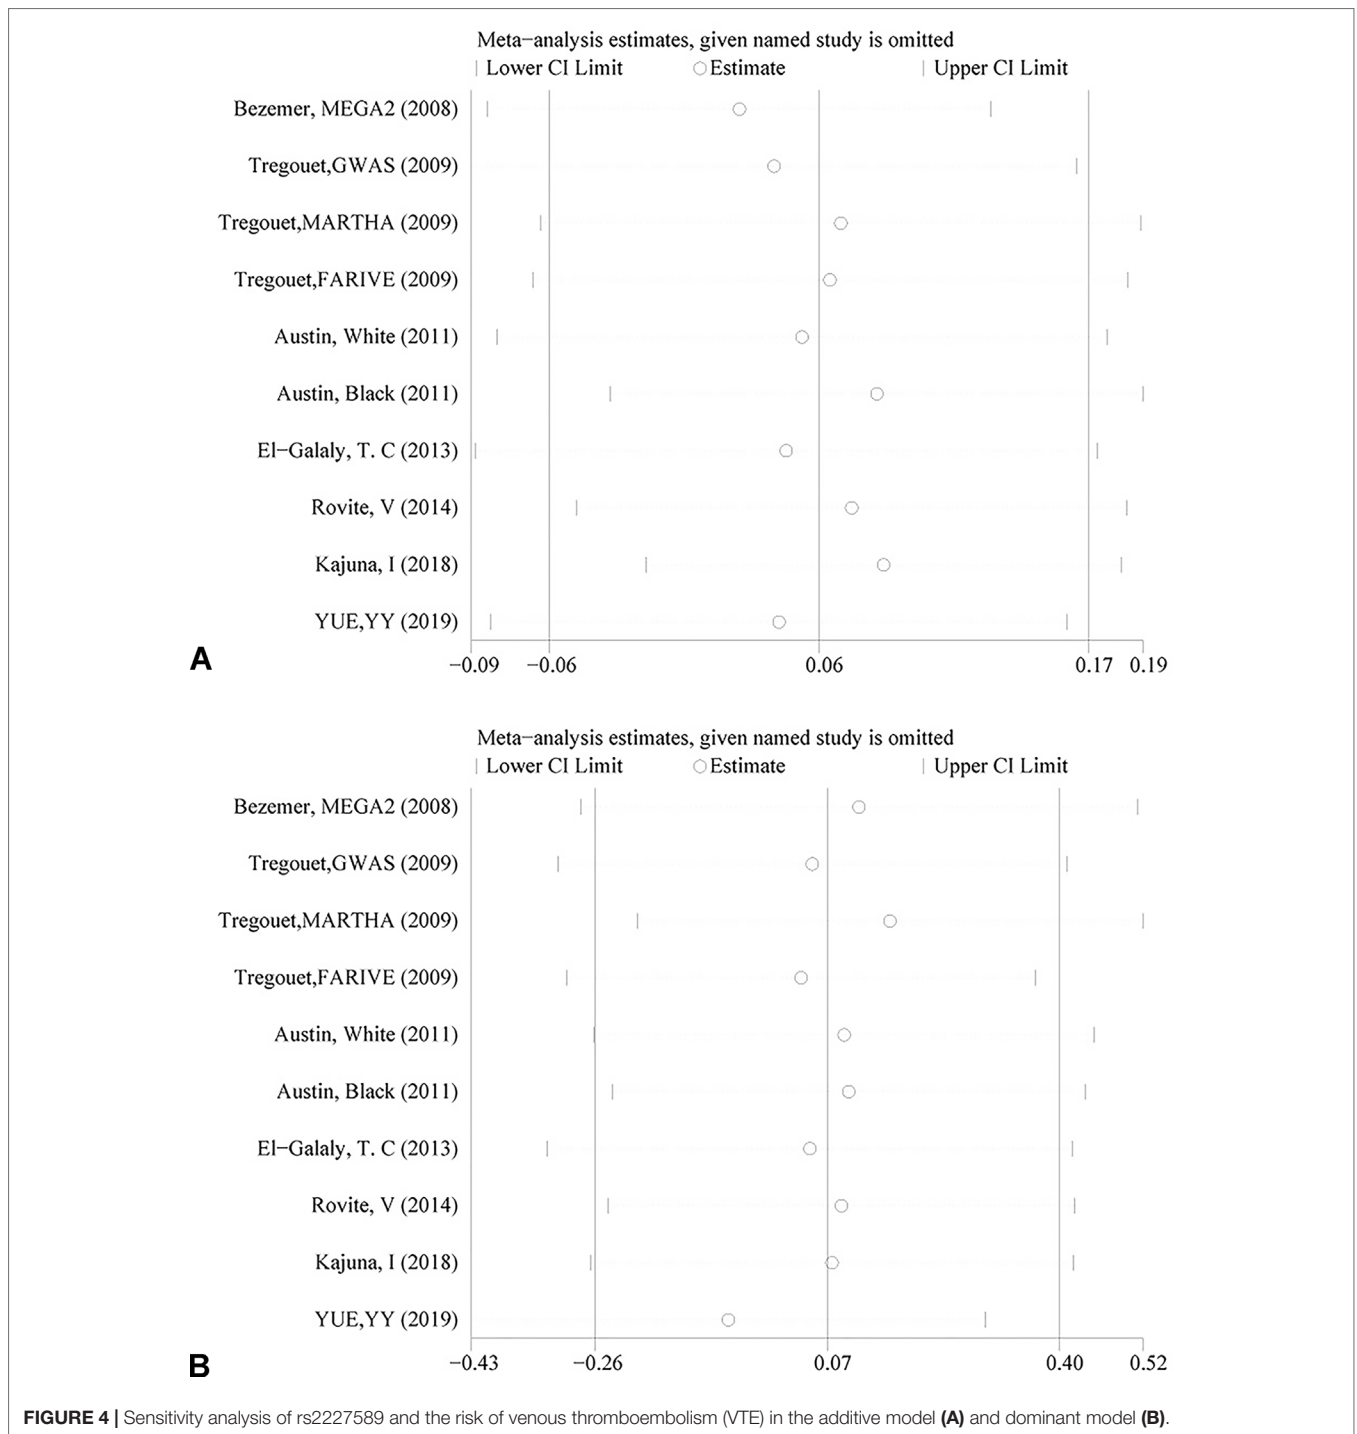 Meta−analysis estimates, given named study is omitted
Lower CI Limit Estimate Upper CI Limit
Bezemer, MEGA2 (2008)
Tregouet,GWAS (2009)
Tregouet,MARTHA (2009)
Tregouet,FARIVE (2009)
Austin, White (2011)
Austin, Black (2011)
El−Galaly, T. C (2013)
Rovite, V (2014)
Kajuna, I (2018)
YUE,YY (2019)
−0.09 −0.06 0.06 0.17 0.19
A
Meta−analysis estimates, given named study is omitted
Lower CI Limit Estimate Upper CI Limit
Bezemer, MEGA2 (2008)
Tregouet,GWAS (2009)
Tregouet,MARTHA (2009)
Tregouet,FARIVE (2009)
Austin, White (2011)
Austin, Black (2011)
El−Galaly, T. C (2013)
Rovite, V (2014)
Kajuna, I (2018)
YUE,YY (2019)
−0.43 −0.26 0.07 0.40 0.52
B
FIGURE 4 | Sensitivity analysis of rs2227589 and the risk of venous thromboembolism (VTE) in the additive model (A) and dominant model (B).